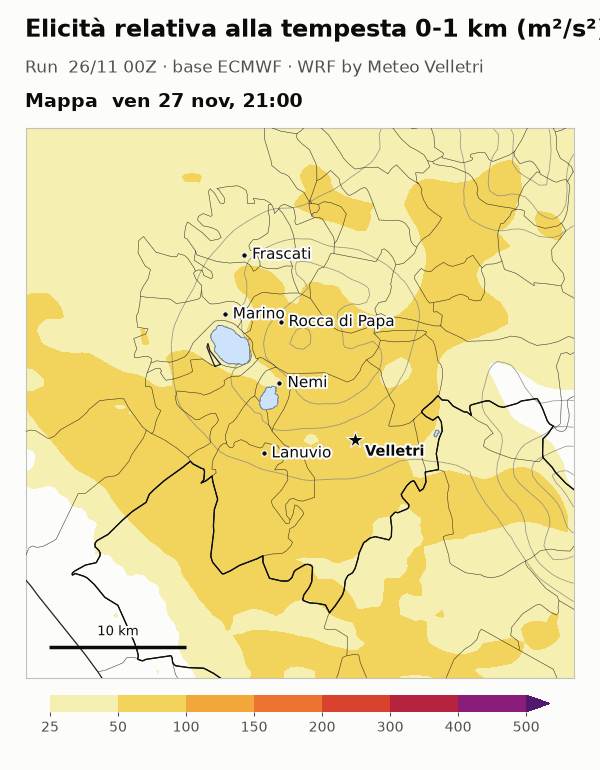 Elicità relativa alla tempesta 0-1 km (m²/s²)
Run 26/11 00Z · base ECMWF · WRF by Meteo Velletri
Mappa ven 27 nov, 21:00
Frascati
Marino
Rocca di Papa
Nemi
Velletri
Lanuvio
10 km
25 50 100 150 200 300 400 500